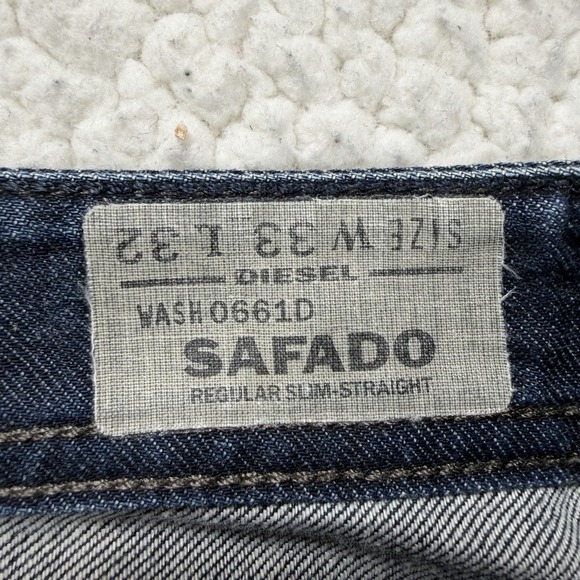 SIZE W 33 L 32
DIESEL
WASH 0661D
SAFADO
REGULAR SLIM-STRAIGHT